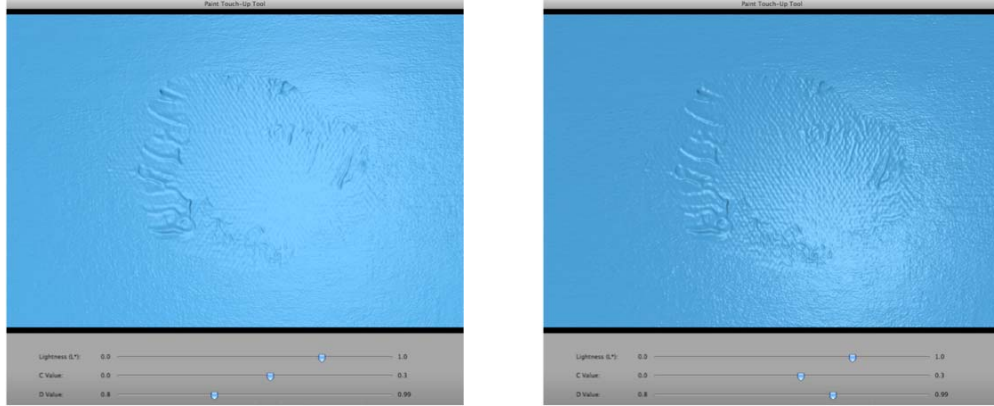 Paint Touch-Up Tool
Lightness (L*): 0.0 1.0
C Value: 0.0 0.3
D Value: 0.8 0.99
Paint Touch-Up Tool
Lightness (L*): 0.0 1.0
C Value: 0.0 0.3
D Value: 0.8 0.99